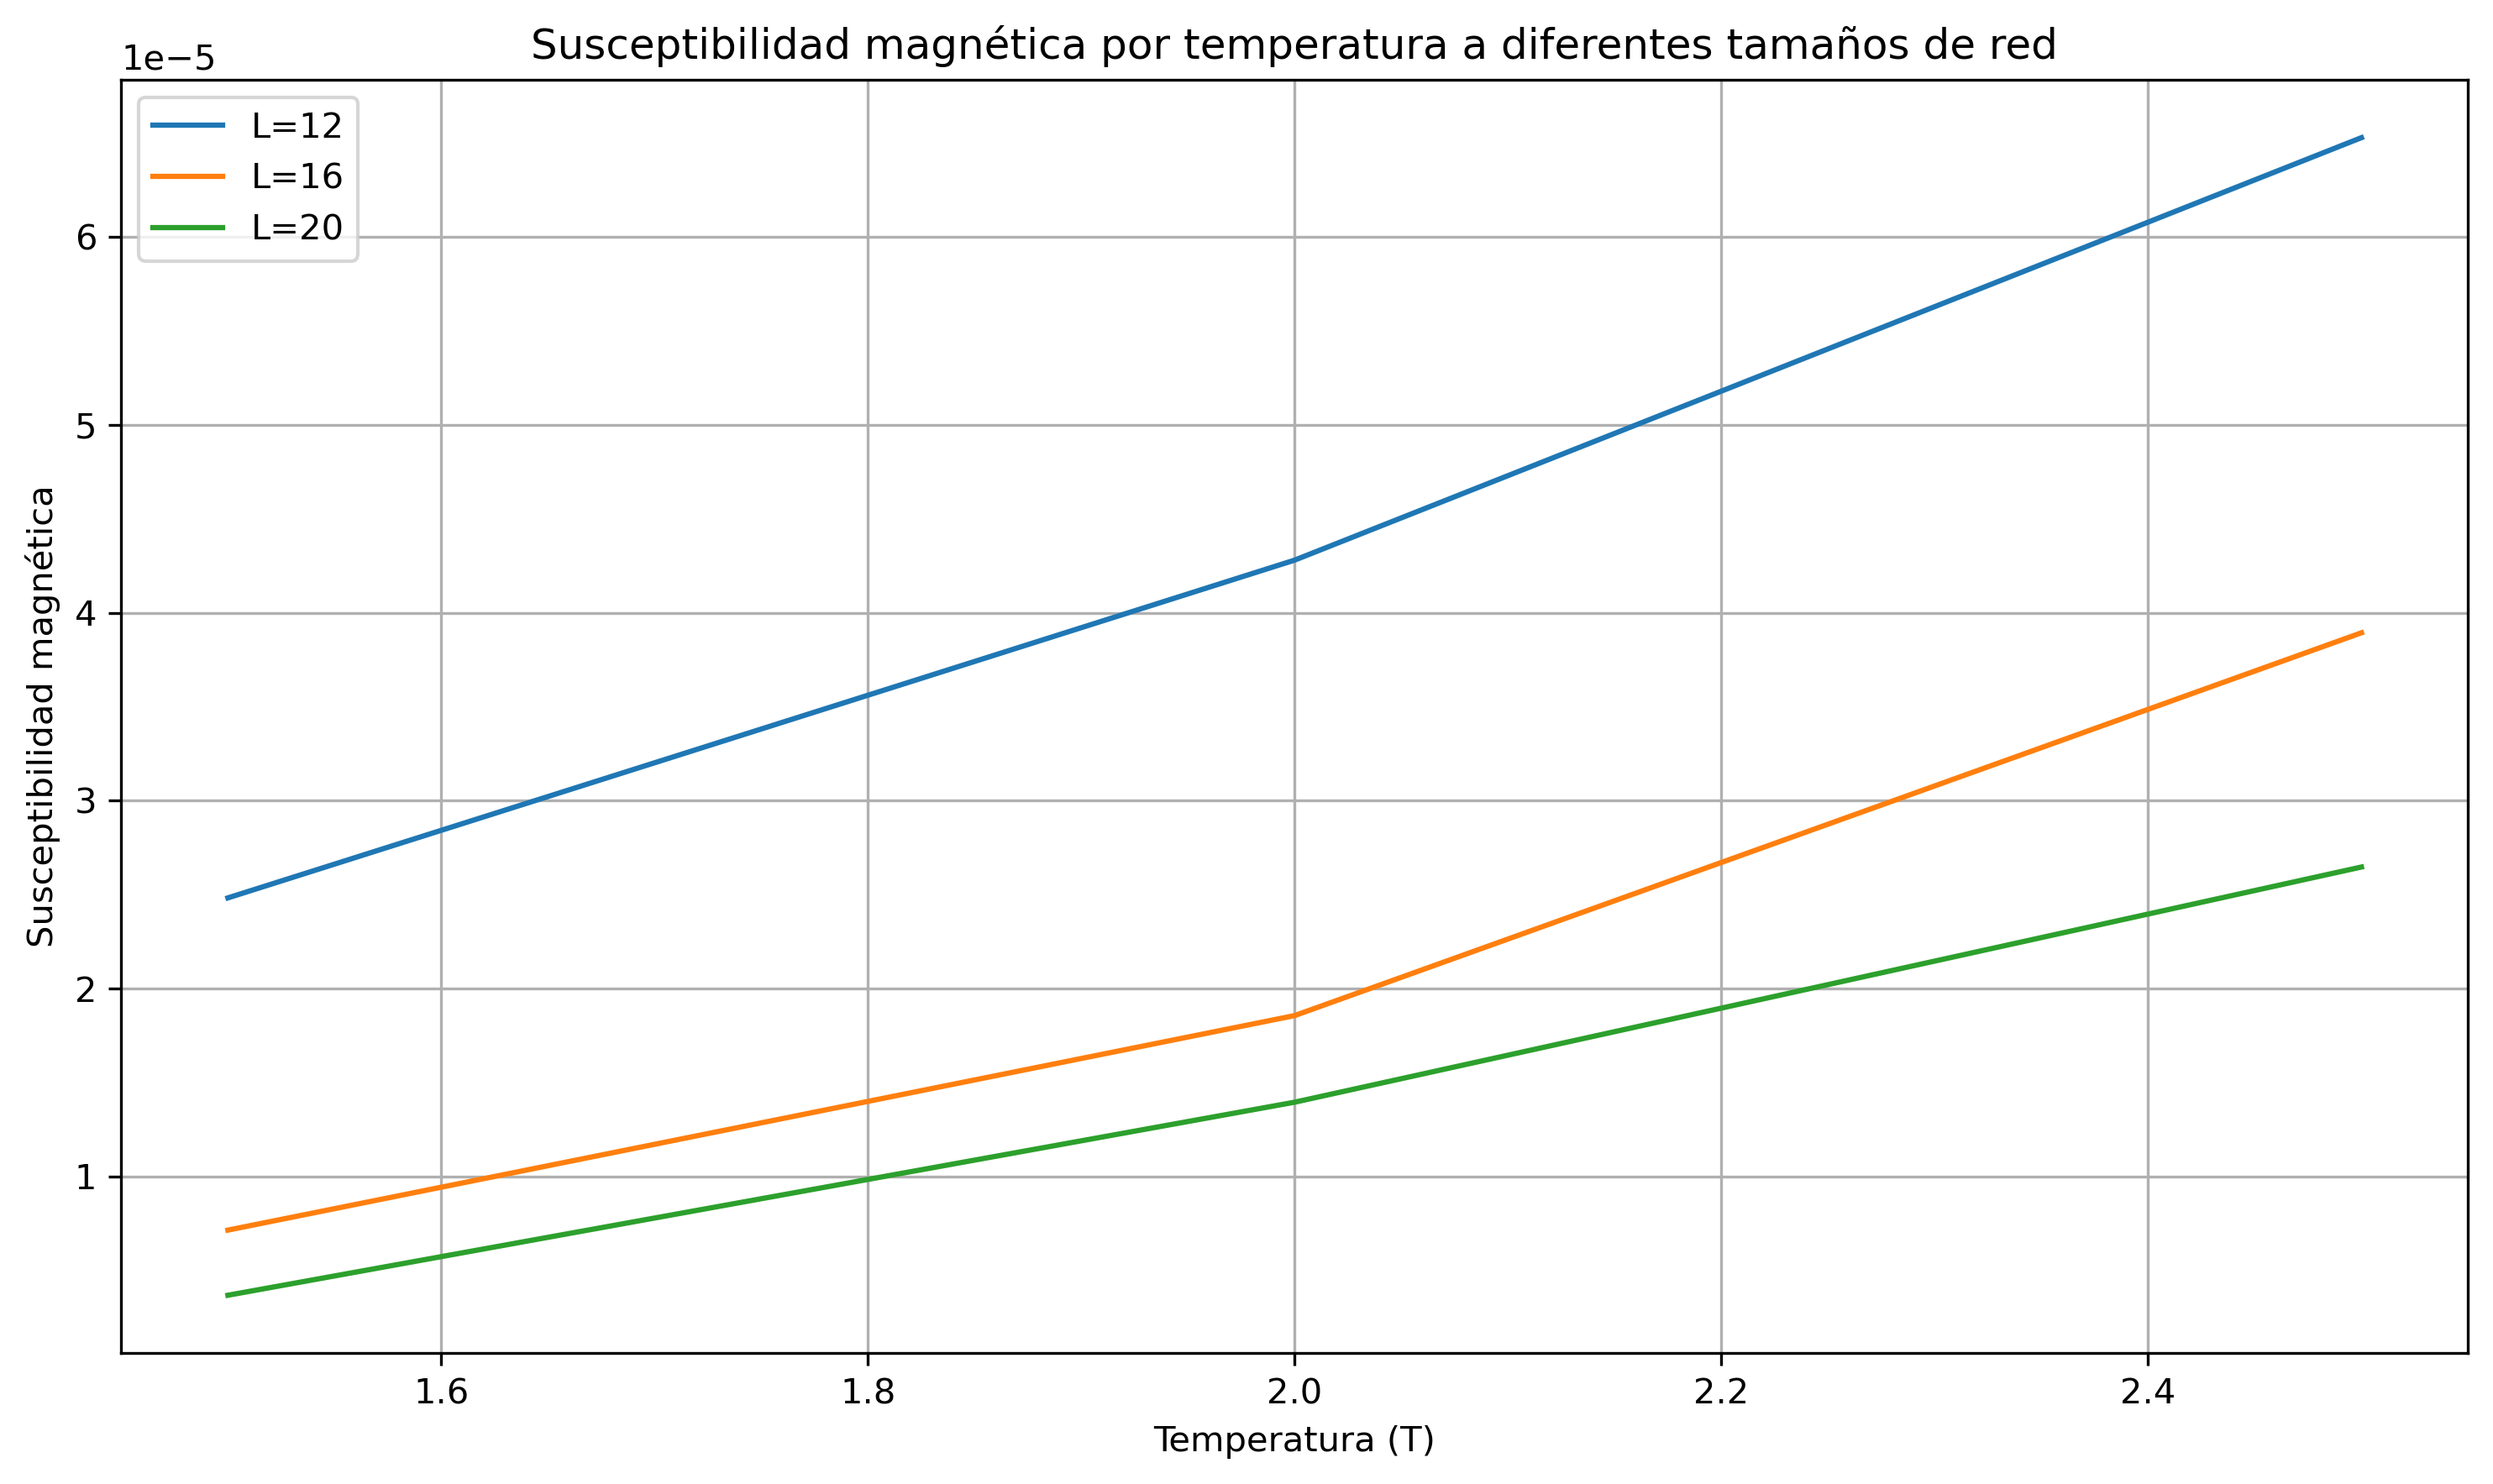 Susceptibilidad magnética por temperatura a diferentes tamaños de red
1e−5
L=12
L=16
L=20
6
5
4
3
2
1
Susceptibilidad magnética
1.6 1.8 2.0 2.2 2.4
Temperatura (T)